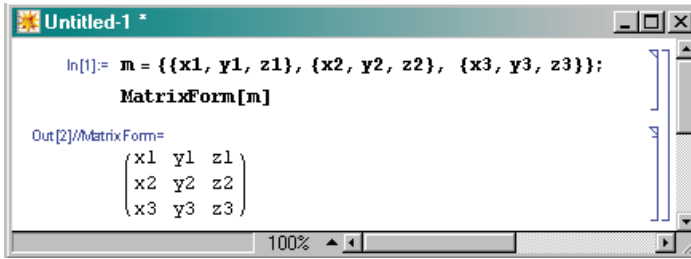 Untitled-1 *
In[1]:= m = {{x1, y1, z1}, {x2, y2, z2}, {x3, y3, z3}};
MatrixForm[m]
Out[2]//MatrixForm=
x1 y1 z1
x2 y2 z2
x3 y3 z3
100%